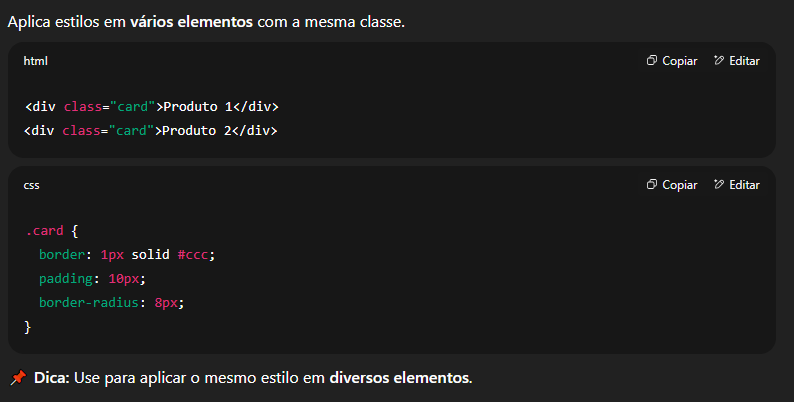 Aplica estilos em vários elementos com a mesma classe.
html Copiar Editar
<div class="card">Produto 1</div>
<div class="card">Produto 2</div>
css Copiar Editar
.card {
  border: 1px solid #ccc;
  padding: 10px;
  border-radius: 8px;
}
📌 Dica: Use para aplicar o mesmo estilo em diversos elementos.